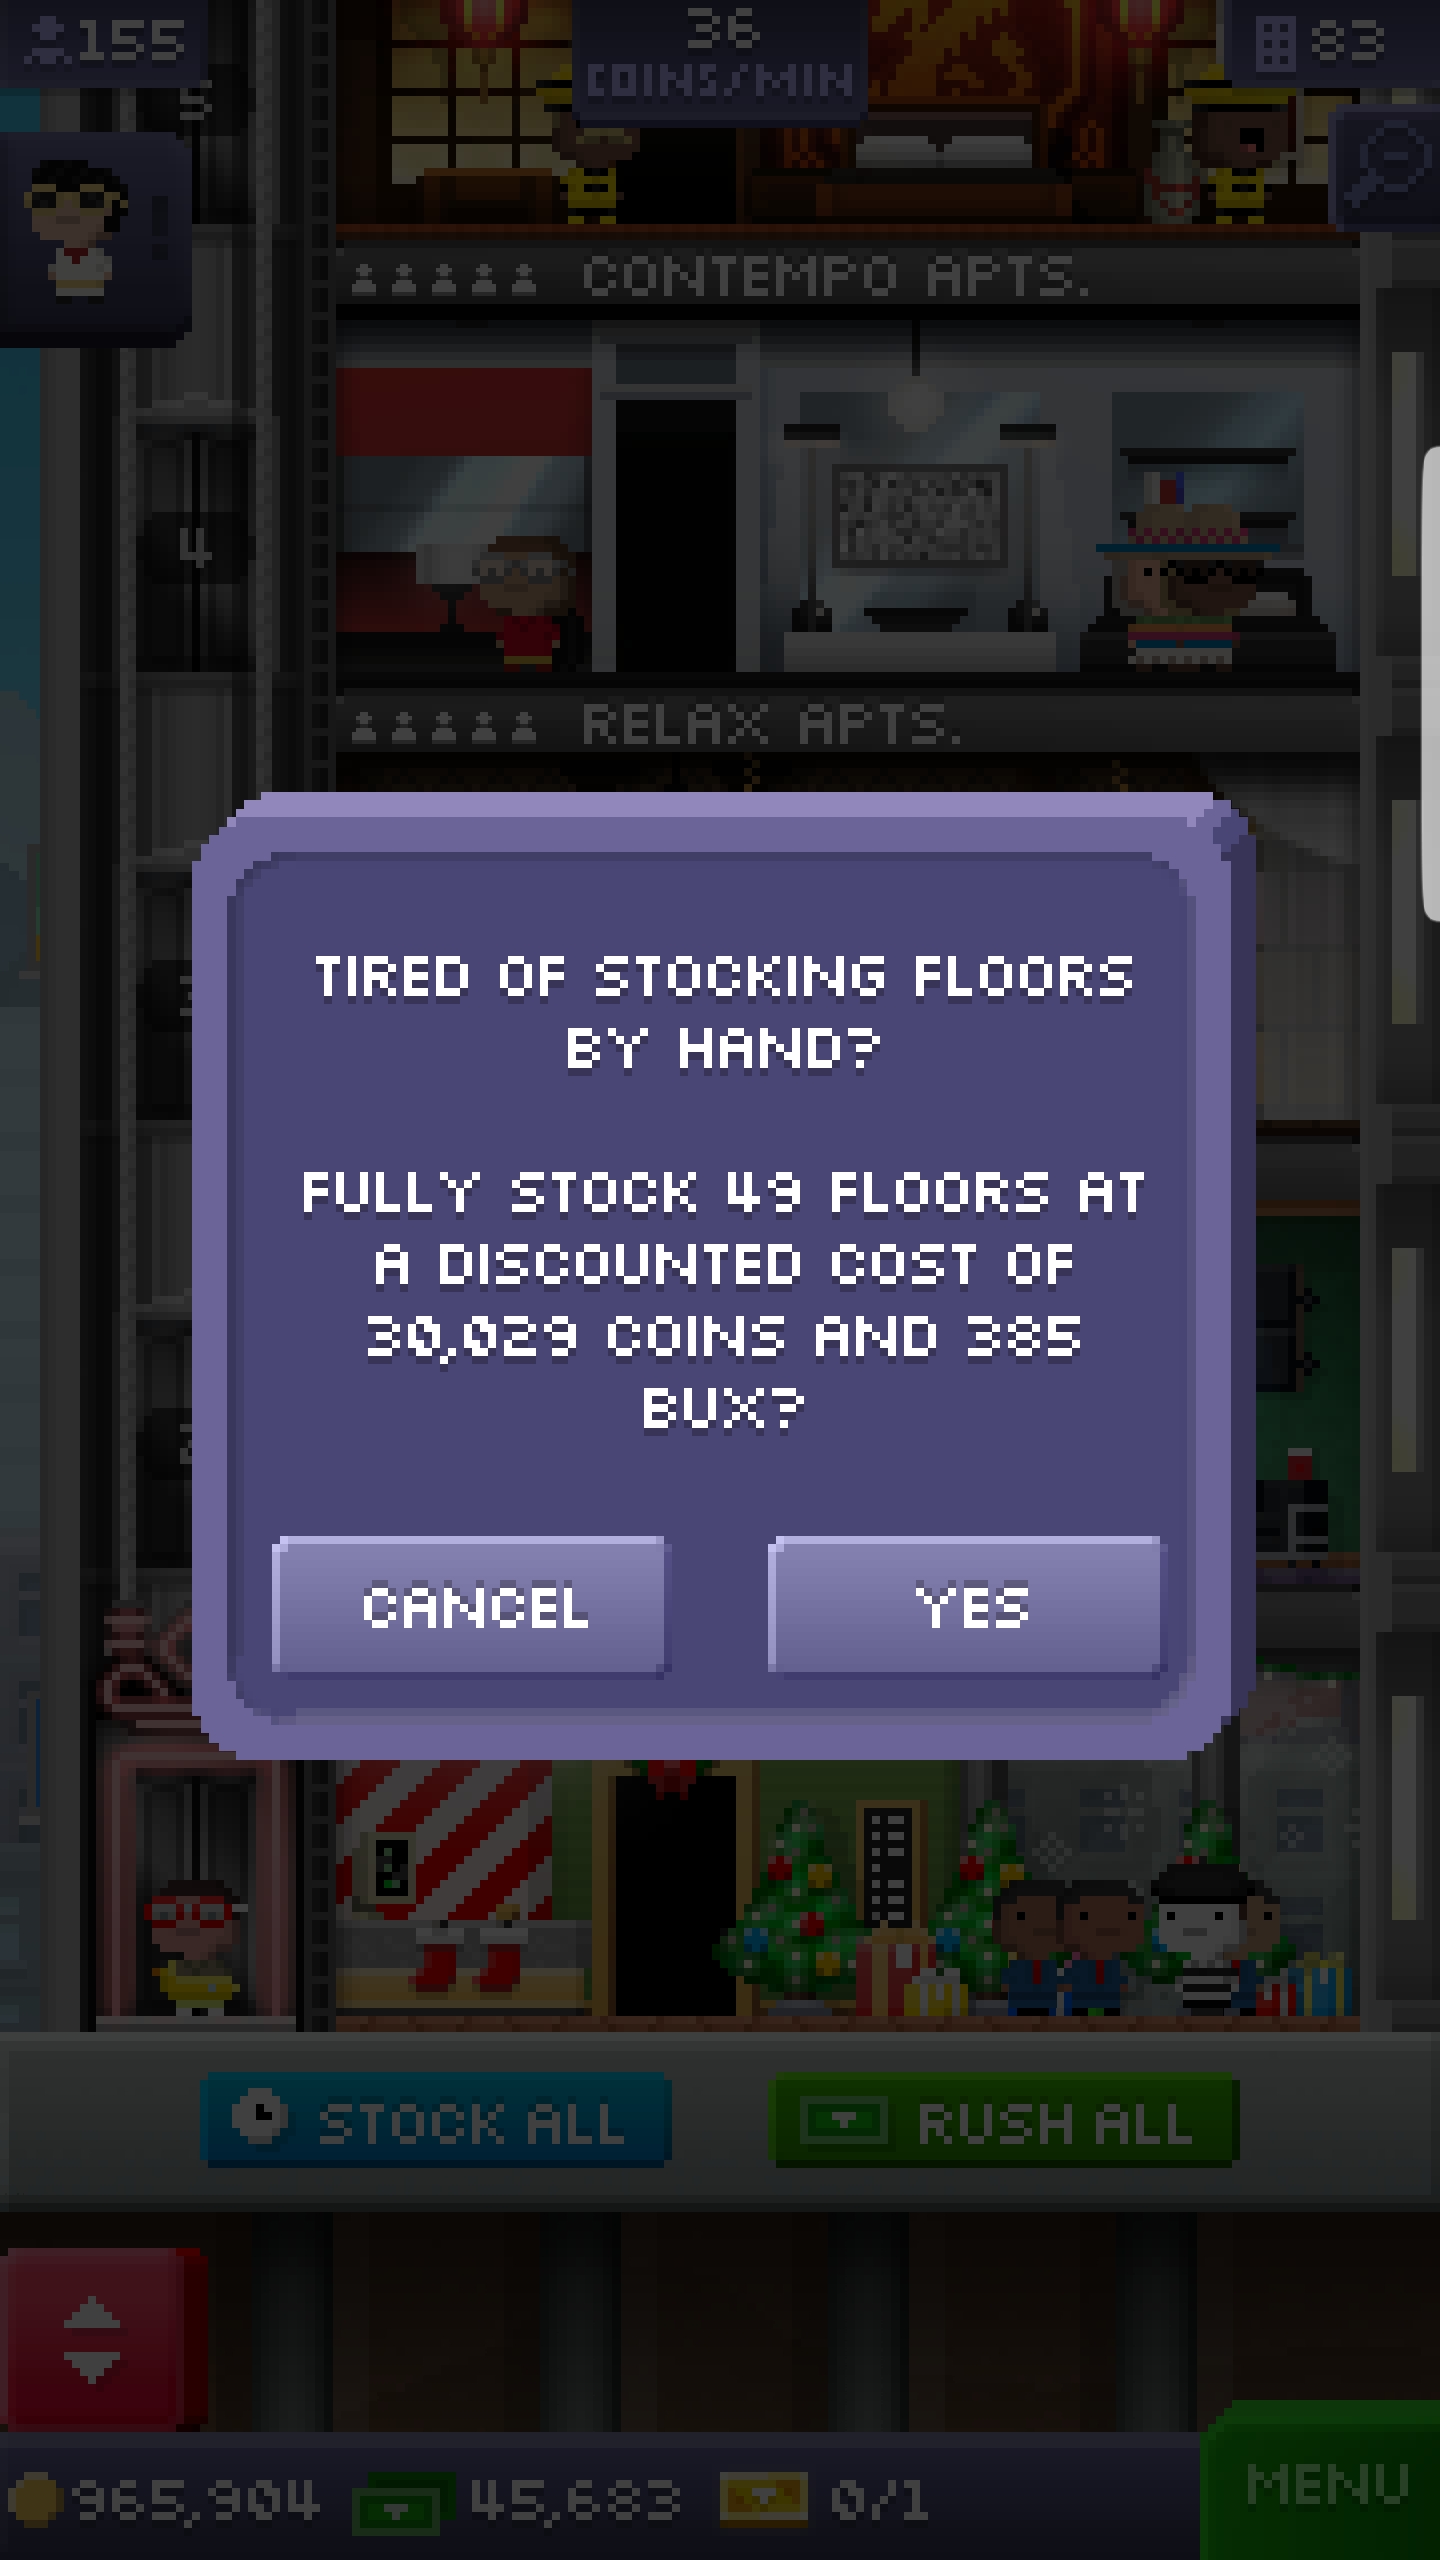 155
36
COINS/MIN
83
5
CONTEMPO APTS.
4
RELAX APTS.
TIRED OF STOCKING FLOORS
BY HAND?
FULLY STOCK 49 FLOORS AT
A DISCOUNTED COST OF
30,029 COINS AND 385
BUX?
CANCEL
YES
STOCK ALL
RUSH ALL
965,904
45,683
0/1
MENU